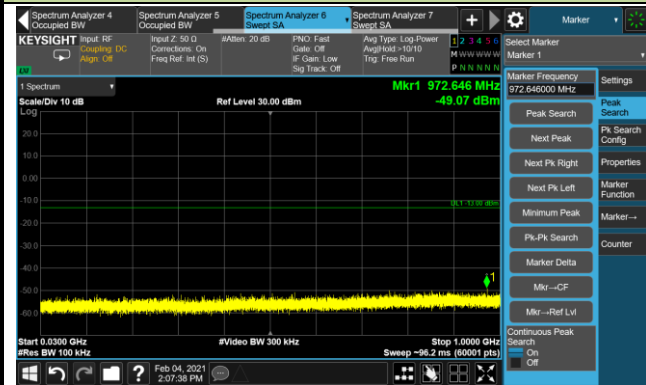 Spectrum Analyzer 4
Occupied BW
Spectrum Analyzer 5
Occupied BW
Spectrum Analyzer 6
Swept SA
Spectrum Analyzer 7
Swept SA
+
Marker
KEYSIGHT
Input: RF
Coupling: DC
Align: Off
Input Z: 50 Ω
Corrections: On
Freq Ref: Int (S)
#Atten: 20 dB
PNO: Fast
Gate: Off
IF Gain: Low
Sig Track: Off
Avg Type: Log-Power
Avg|Hold:>10/10
Trig: Free Run
1 2 3 4 5 6
M W W W W W
P N N N N N
Select Marker
Marker 1
1 Spectrum
Scale/Div 10 dB
Log
Ref Level 30.00 dBm
Mkr1 972.646 MHz
-49.07 dBm
20.0
10.0
0.00
-10.0
-20.0
-30.0
-40.0
-50.0
-60.0
DLT -13.00 dBm
1
Start 0.0300 GHz
#Res BW 100 kHz
#Video BW 300 kHz
Stop 1.0000 GHz
Sweep ~96.2 ms (60001 pts)
Marker Frequency
972.646000 MHz
Peak Search
Next Peak
Next Pk Right
Next Pk Left
Minimum Peak
Pk-Pk Search
Marker Delta
Mkr→CF
Mkr→Ref Lvl
Continuous Peak
Search
On
Off
Settings
Peak
Search
Pk Search
Config
Properties
Marker
Function
Marker→
Counter
?
Feb 04, 2021
2:07:38 PM